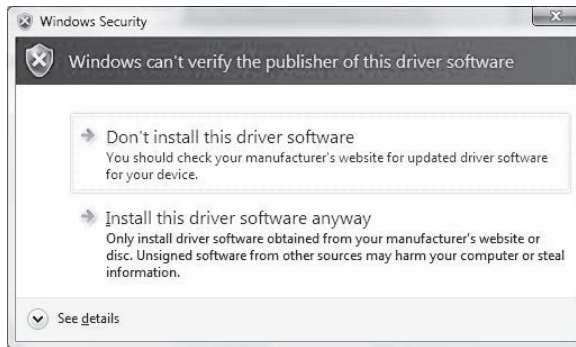 Windows Security
Windows can't verify the publisher of this driver software
Don't install this driver software
You should check your manufacturer's website for updated driver software
for your device.
Install this driver software anyway
Only install driver software obtained from your manufacturer's website or
disc. Unsigned software from other sources may harm your computer or steal
information.
See details